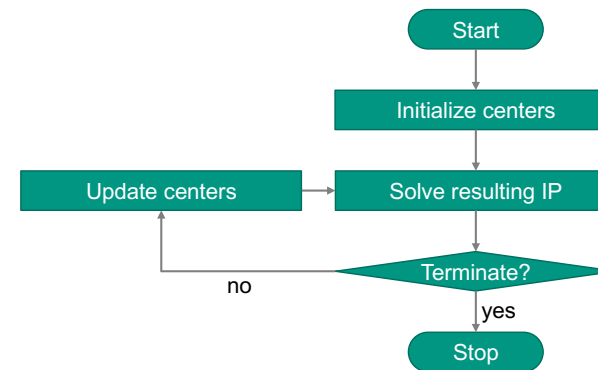 Start
Initialize centers
Update centers
Solve resulting IP
Terminate?
no
yes
Stop